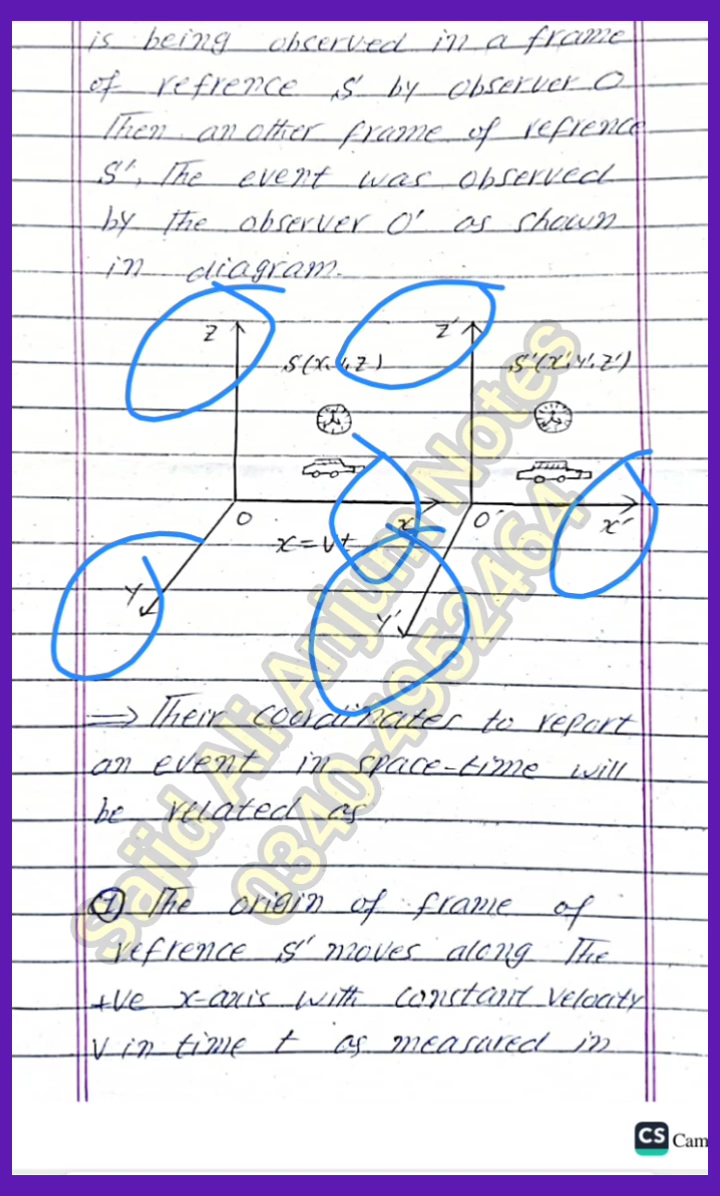 is being observed in a frame
of refrence S by observer O
Then an other frame of refrence
S'. The event was observed
by the observer O' as shown
in diagram.
Z Z'
S(x,y,z) S'(x',y',z')
O x O' x'
x=vt
Y Y'
⇒ Their coordinates to report
an event in space-time will
be related as
① The origin of frame of
refrence S' moves along The
+ve x-axis with constant velocity
V in time t as measured in
Sajid Ali Anjum Notes
0340-4952464
CS Cam